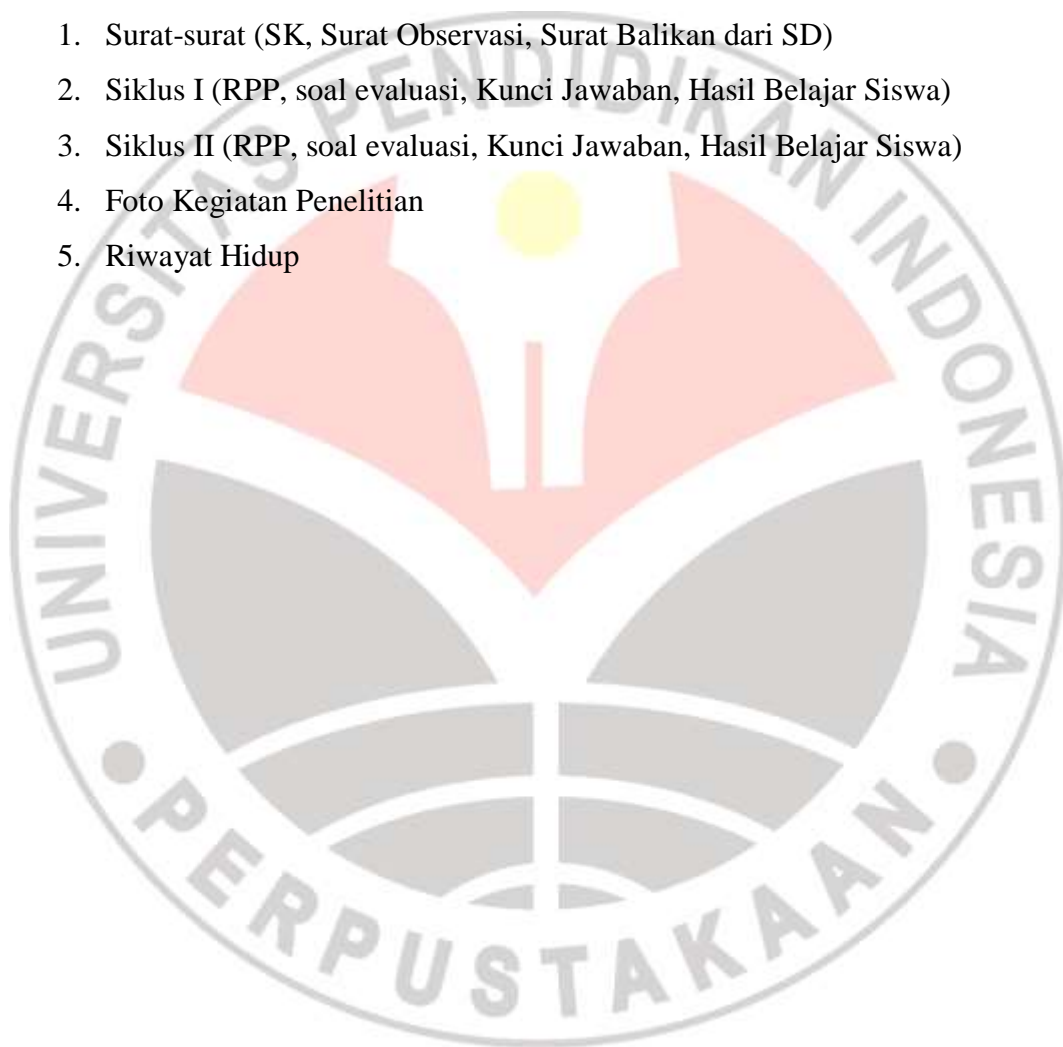 1. Surat-surat (SK, Surat Observasi, Surat Balikan dari SD)
2. Siklus I (RPP, soal evaluasi, Kunci Jawaban, Hasil Belajar Siswa)
3. Siklus II (RPP, soal evaluasi, Kunci Jawaban, Hasil Belajar Siswa)
4. Foto Kegiatan Penelitian
5. Riwayat Hidup
UNIVERSITAS PENDIDIKAN INDONESIA
PERPUSTAKAAN